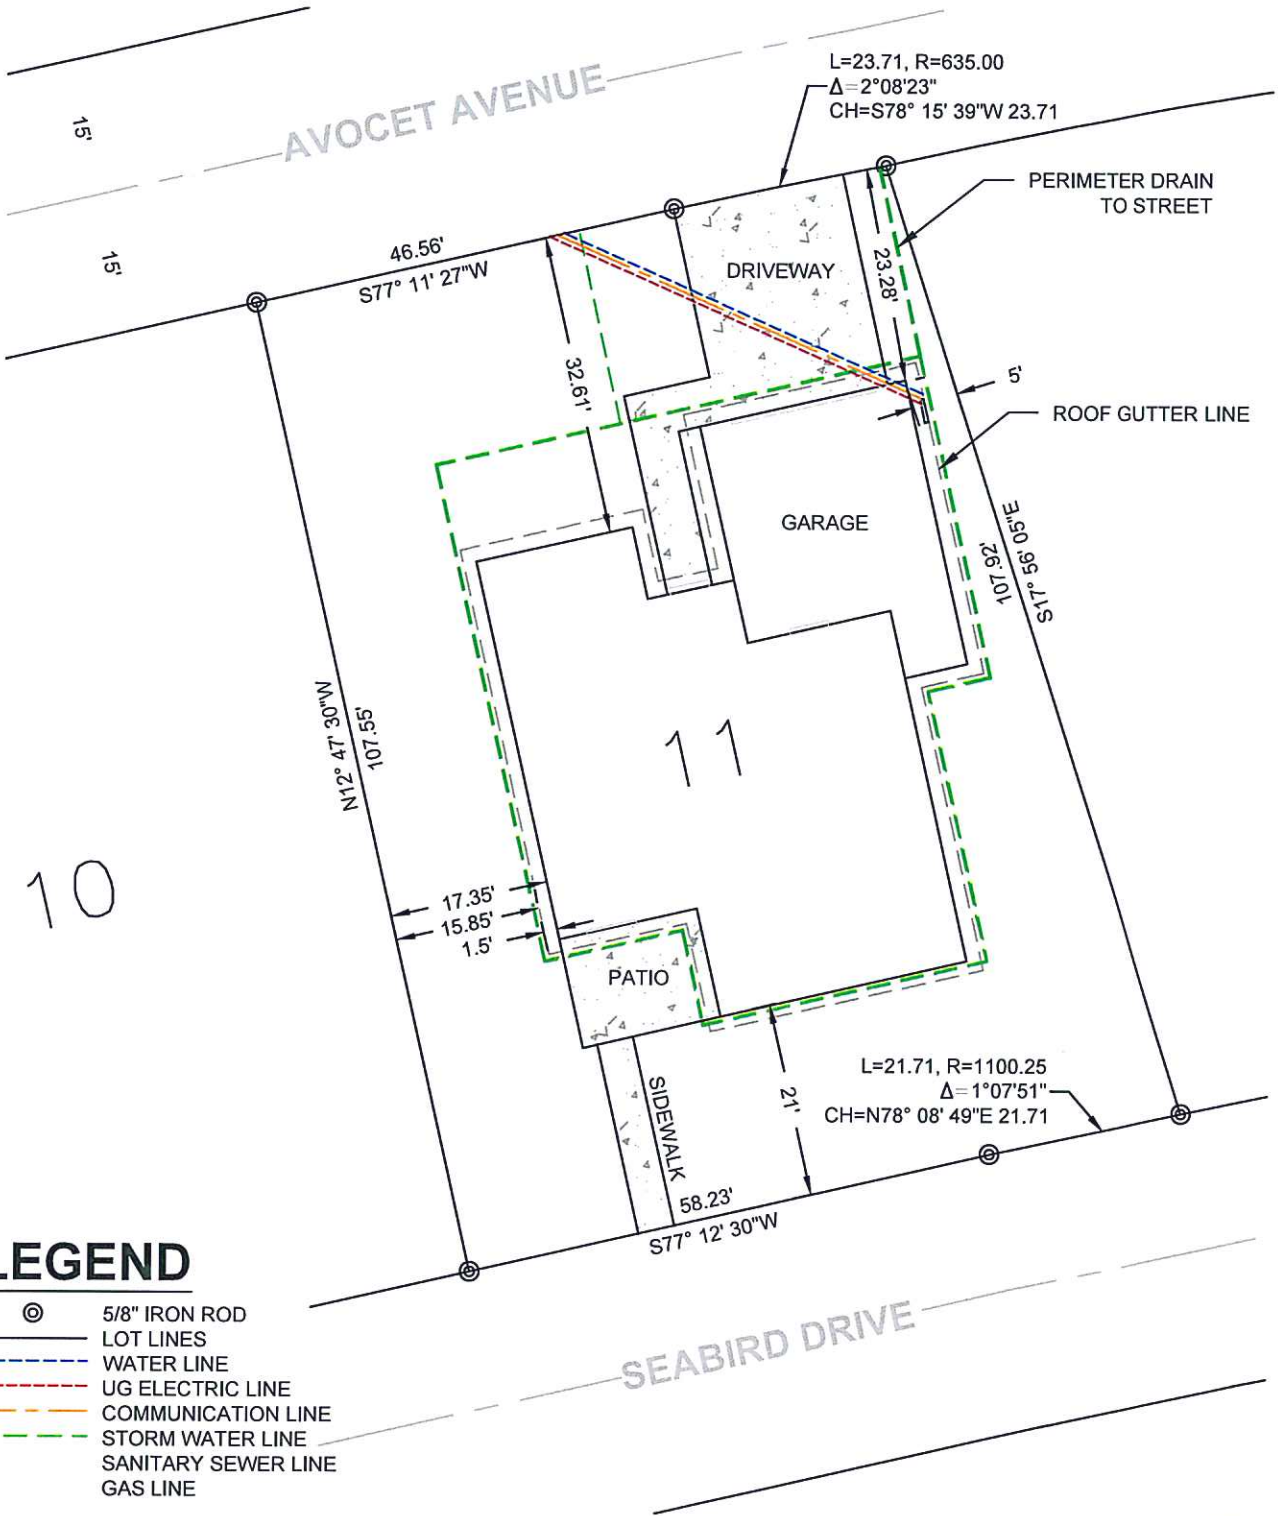 L=23.71, R=635.00
Δ=2°08'23"
CH=S78° 15' 39"W 23.71
AVOCET AVENUE
15'
15'
PERIMETER DRAIN
TO STREET
46.56'
S77° 11' 27"W
DRIVEWAY
23.28'
32.61'
5'
ROOF GUTTER LINE
GARAGE
S17° 56' 05"E
107.92'
N12° 47' 30"W
107.55'
11
10
17.35'
15.85'
1.5'
PATIO
SIDEWALK
21'
L=21.71, R=1100.25
Δ=1°07'51"
CH=N78° 08' 49"E 21.71
58.23'
S77° 12' 30"W
SEABIRD DRIVE
LEGEND
5/8" IRON ROD
LOT LINES
WATER LINE
UG ELECTRIC LINE
COMMUNICATION LINE
STORM WATER LINE
SANITARY SEWER LINE
GAS LINE